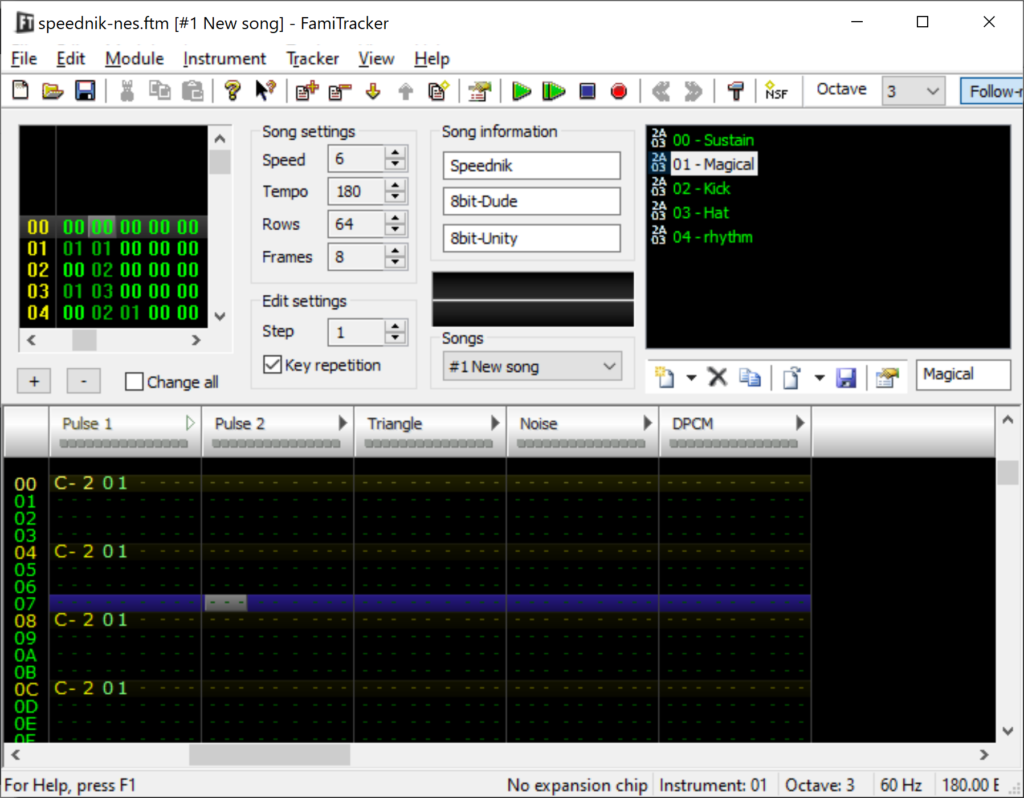 speednik-nes.ftm [#1 New song] - FamiTracker
File Edit Module Instrument Tracker View Help
NSF Octave 3 Follow-
00 00 00 00 00 00
01 01 01 00 00 00
02 00 02 00 00 00
03 01 03 00 00 00
04 00 02 01 00 00
+ - Change all
Song settings
Speed 6
Tempo 180
Rows 64
Frames 8
Edit settings
Step 1
Key repetition
Song information
Speednik
8bit-Dude
8bit-Unity
Songs
#1 New song
2A03 00 - Sustain
2A03 01 - Magical
2A03 02 - Kick
2A03 03 - Hat
2A03 04 - rhythm
Magical
Pulse 1 Pulse 2 Triangle Noise DPCM
00 C- 2 01
01
02
03
04 C- 2 01
05
06
07
08 C- 2 01
09
0A
0B
0C C- 2 01
0D
0E
0F
For Help, press F1 No expansion chip Instrument: 01 Octave: 3 60 Hz 180.00